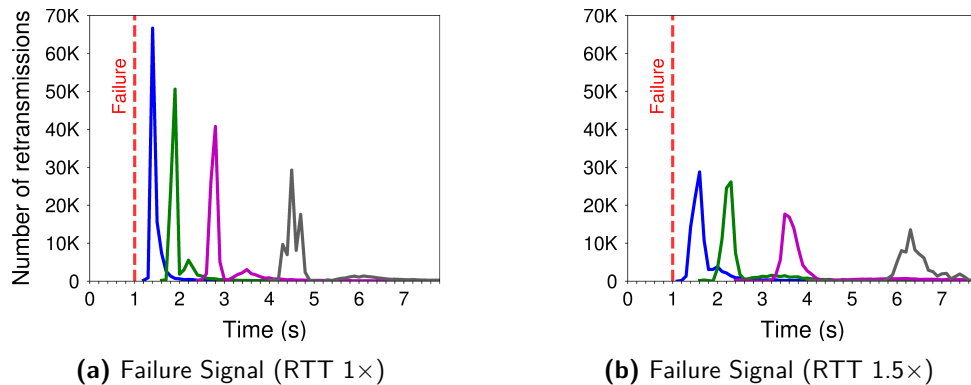 Number of retransmissions
70K
60K
50K
40K
30K
20K
10K
0
Failure
0 1 2 3 4 5 6 7
Time (s)
(a) Failure Signal (RTT 1×)
70K
60K
50K
40K
30K
20K
10K
0
Failure
0 1 2 3 4 5 6 7
Time (s)
(b) Failure Signal (RTT 1.5×)